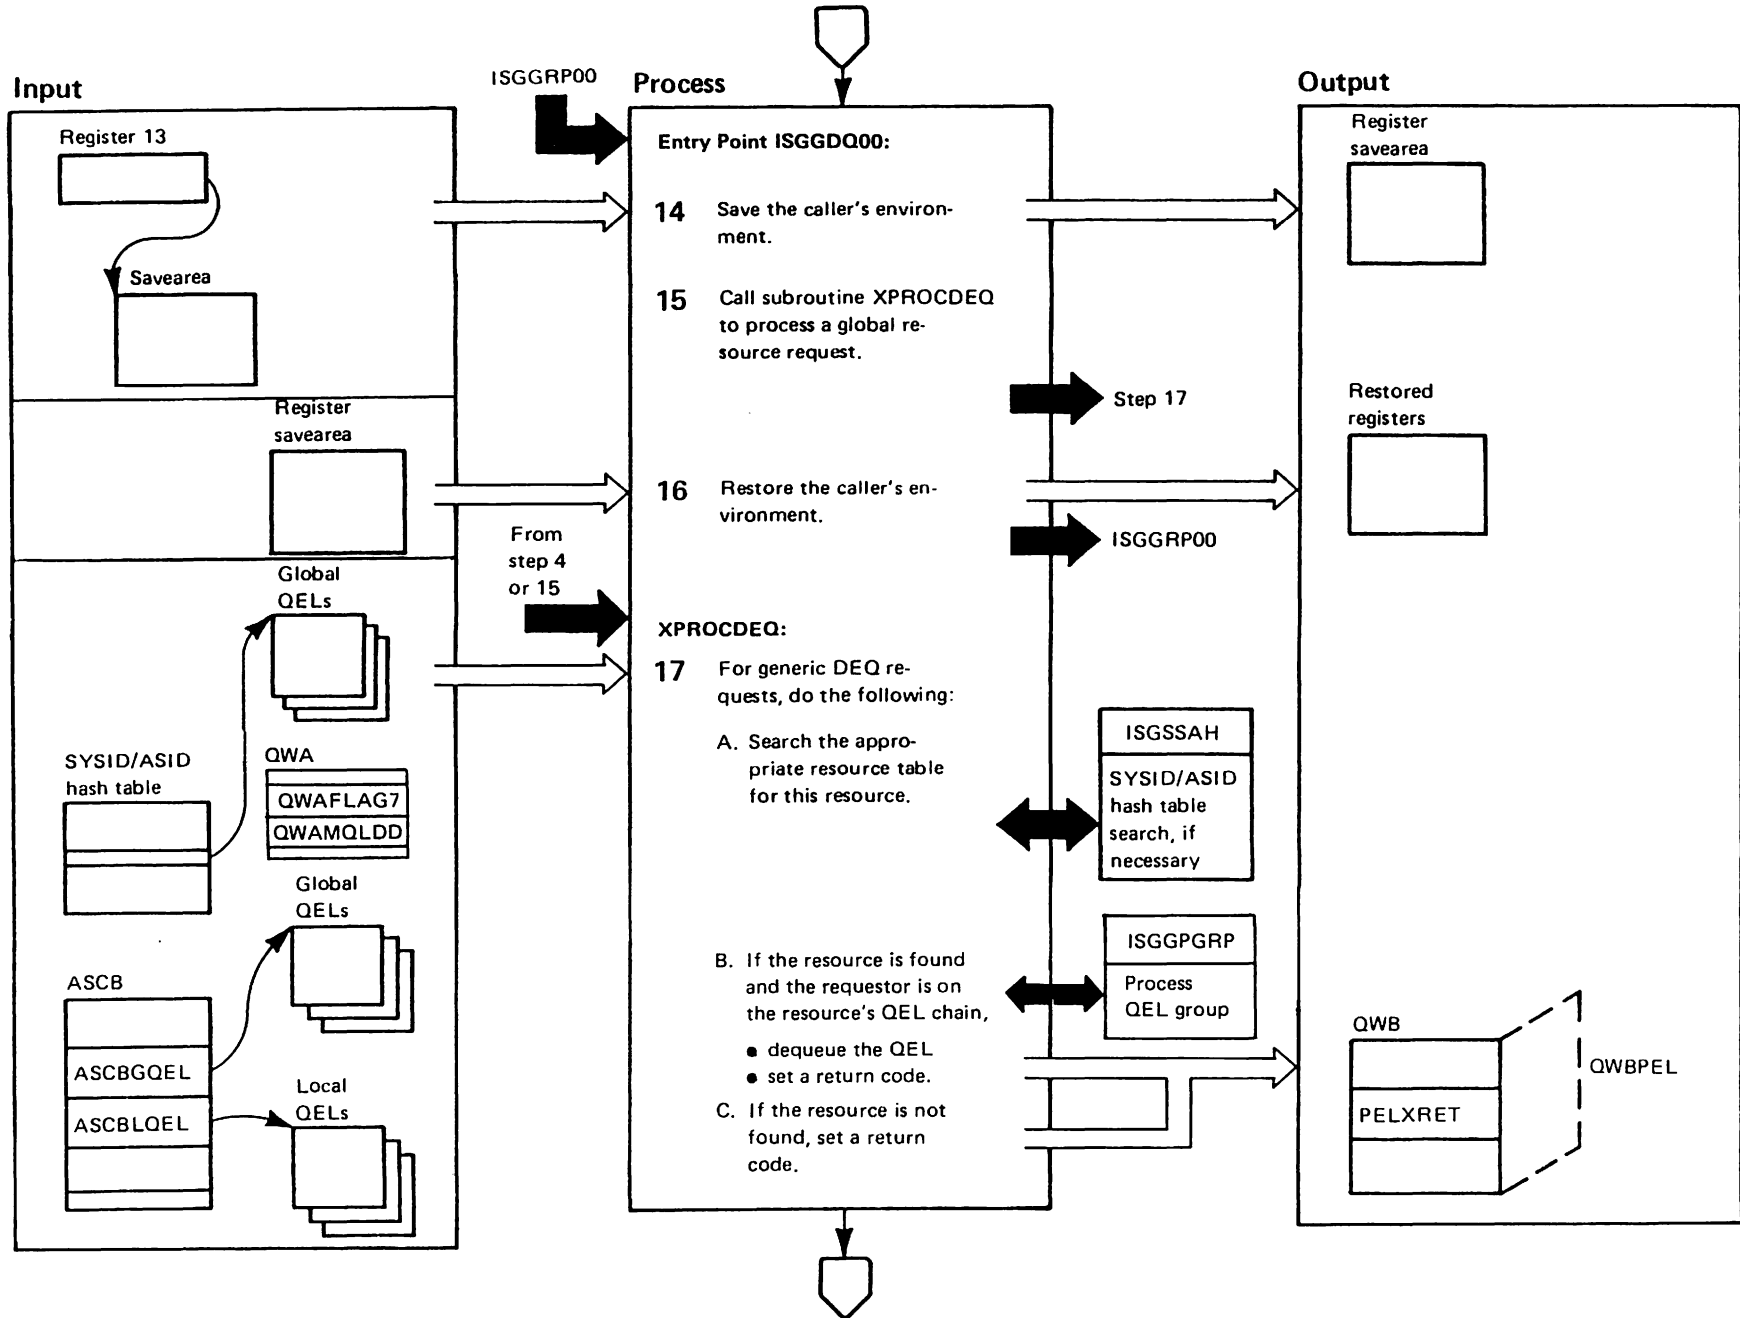 Input
Register 13
Savearea
Register
savearea
Global
QELs
SYSID/ASID
hash table
QWA
QWAFLAG7
QWAMQLDD
Global
QELs
ASCB
ASCBGQEL
ASCBLQEL
Local
QELs
ISGGRP00
From
step 4
or 15
Process
Entry Point ISGGDQ00:
14 Save the caller's environ-
ment.
15 Call subroutine XPROCDEQ
to process a global re-
source request.
Step 17
16 Restore the caller's en-
vironment.
ISGGRP00
XPROCDEQ:
17 For generic DEQ re-
quests, do the following:
A. Search the appro-
priate resource table
for this resource.
ISGSSAH
SYSID/ASID
hash table
search, if
necessary
B. If the resource is found
and the requestor is on
the resource's QEL chain,
• dequeue the QEL
• set a return code.
ISGGPGRP
Process
QEL group
C. If the resource is not
found, set a return
code.
Output
Register
savearea
Restored
registers
QWB
PELXRET
QWBPEL